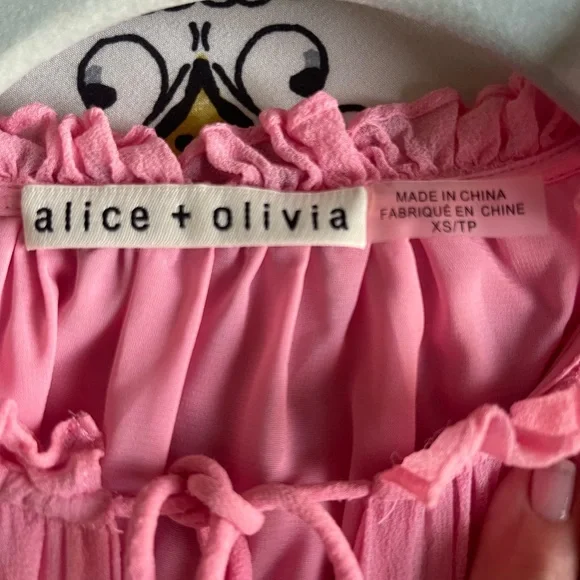 alice + olivia
MADE IN CHINA
FABRIQUÉ EN CHINE
XS/TP